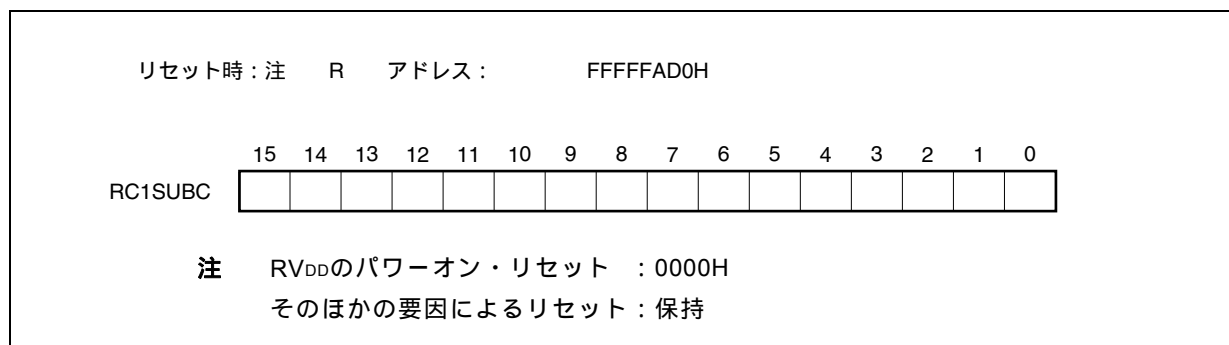 リセット時：注 R アドレス： FFFFFAD0H
15 14 13 12 11 10 9 8 7 6 5 4 3 2 1 0
RC1SUBC
注 RVDDのパワーオン・リセット ：0000H
そのほかの要因によるリセット：保持